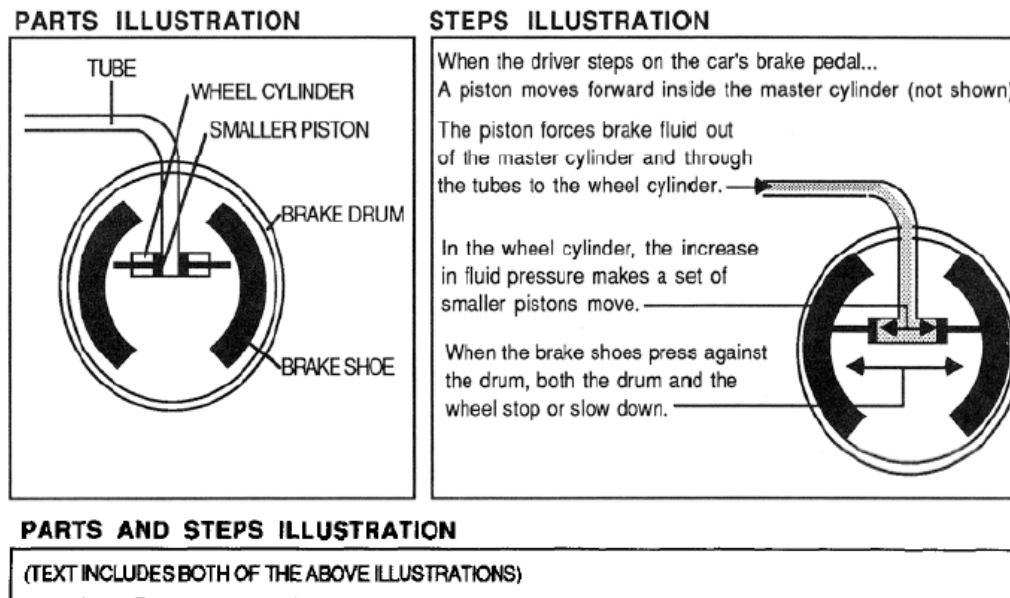 PARTS ILLUSTRATION
TUBE
WHEEL CYLINDER
SMALLER PISTON
BRAKE DRUM
BRAKE SHOE
STEPS ILLUSTRATION
When the driver steps on the car's brake pedal...
A piston moves forward inside the master cylinder (not shown)
The piston forces brake fluid out
of the master cylinder and through
the tubes to the wheel cylinder.
In the wheel cylinder, the increase
in fluid pressure makes a set of
smaller pistons move.
When the brake shoes press against
the drum, both the drum and the
wheel stop or slow down.
PARTS AND STEPS ILLUSTRATION
(TEXT INCLUDES BOTH OF THE ABOVE ILLUSTRATIONS)